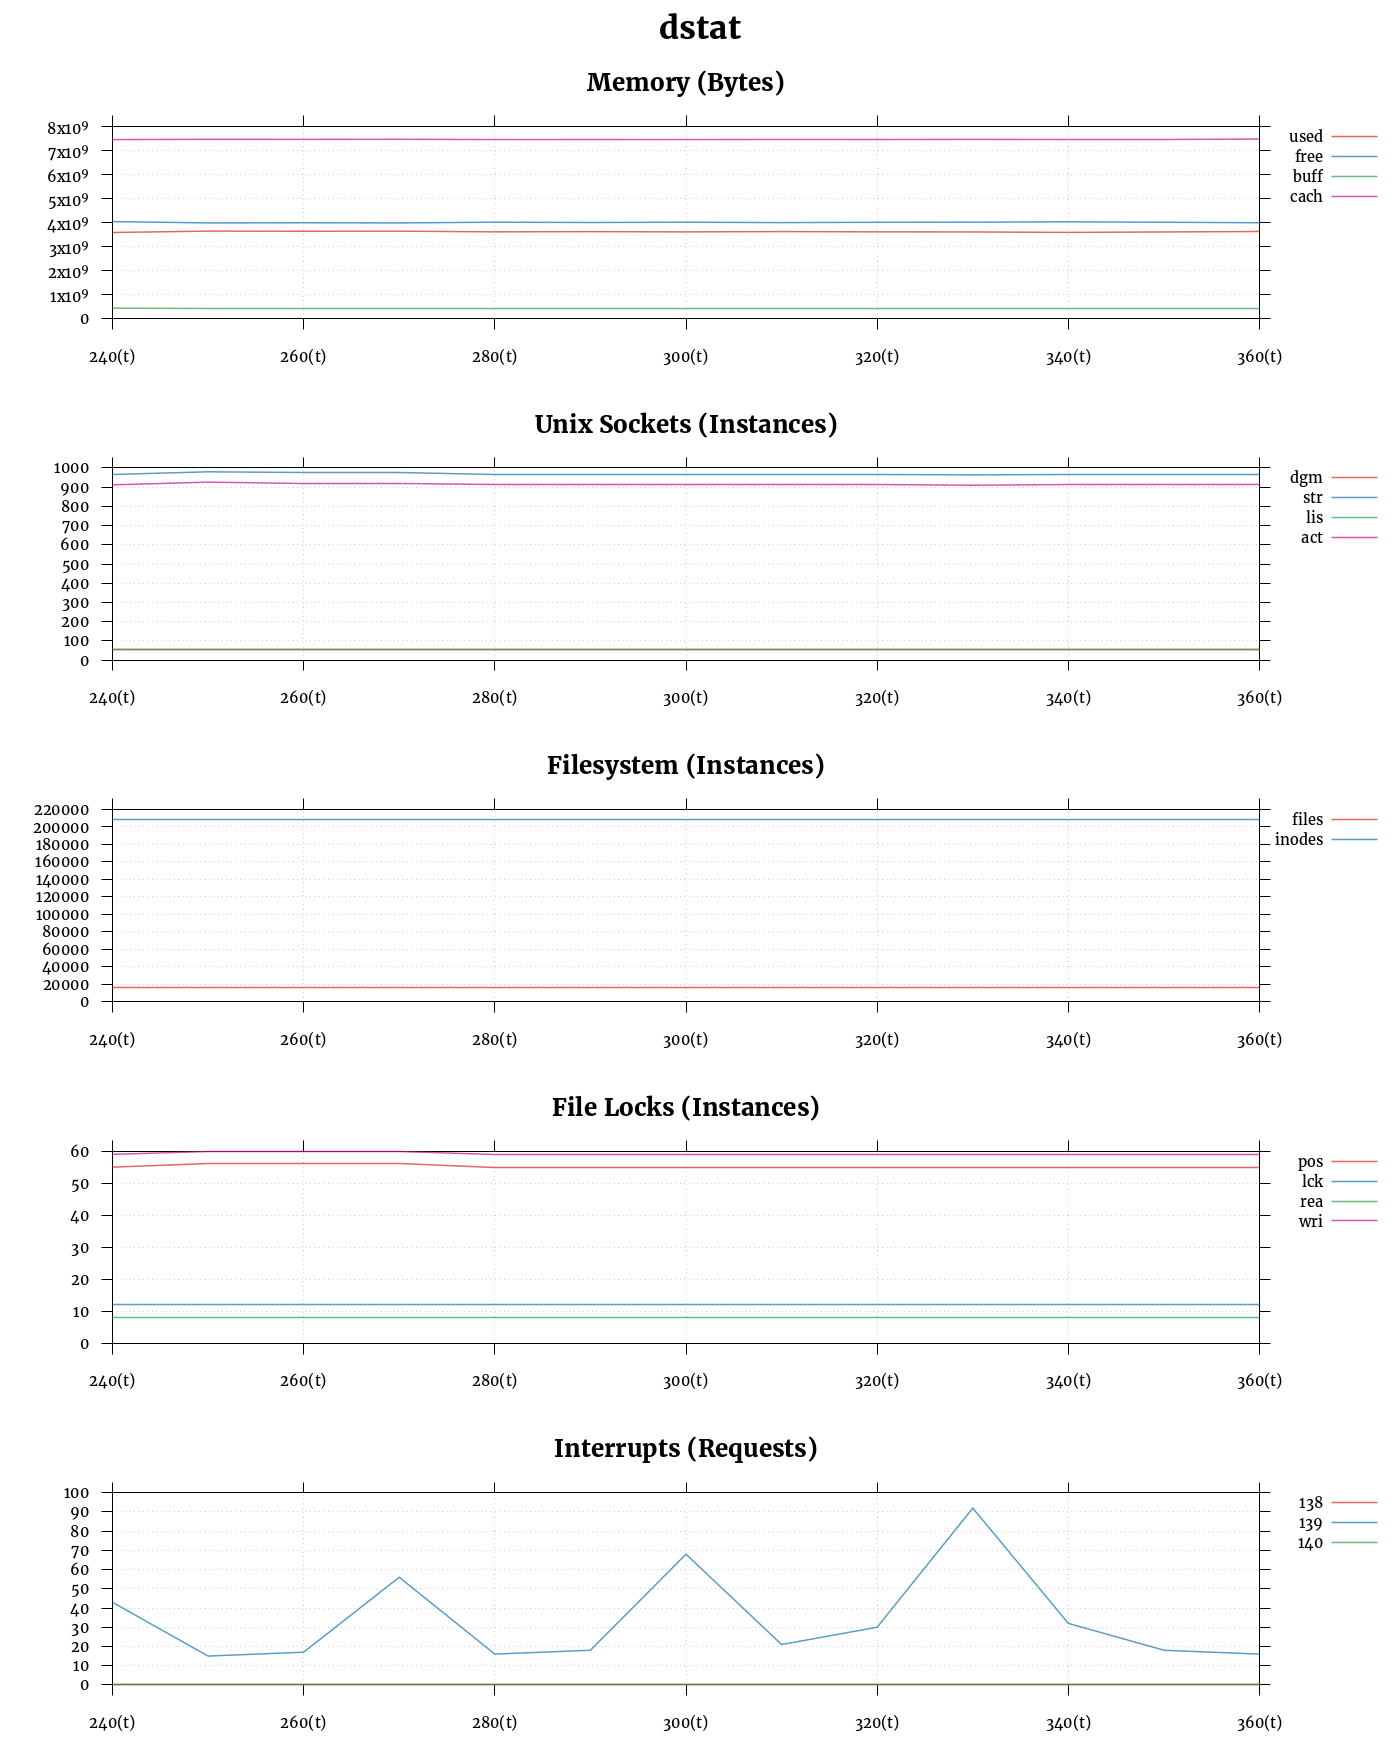 dstat
Memory (Bytes)
8x10⁹
7x10⁹
6x10⁹
5x10⁹
4x10⁹
3x10⁹
2x10⁹
1x10⁹
0
240(t) 260(t) 280(t) 300(t) 320(t) 340(t) 360(t)
used
free
buff
cach
Unix Sockets (Instances)
1000
900
800
700
600
500
400
300
200
100
0
240(t) 260(t) 280(t) 300(t) 320(t) 340(t) 360(t)
dgm
str
lis
act
Filesystem (Instances)
220000
200000
180000
160000
140000
120000
100000
80000
60000
40000
20000
0
240(t) 260(t) 280(t) 300(t) 320(t) 340(t) 360(t)
files
inodes
File Locks (Instances)
60
50
40
30
20
10
0
240(t) 260(t) 280(t) 300(t) 320(t) 340(t) 360(t)
pos
lck
rea
wri
Interrupts (Requests)
100
90
80
70
60
50
40
30
20
10
0
240(t) 260(t) 280(t) 300(t) 320(t) 340(t) 360(t)
138
139
140